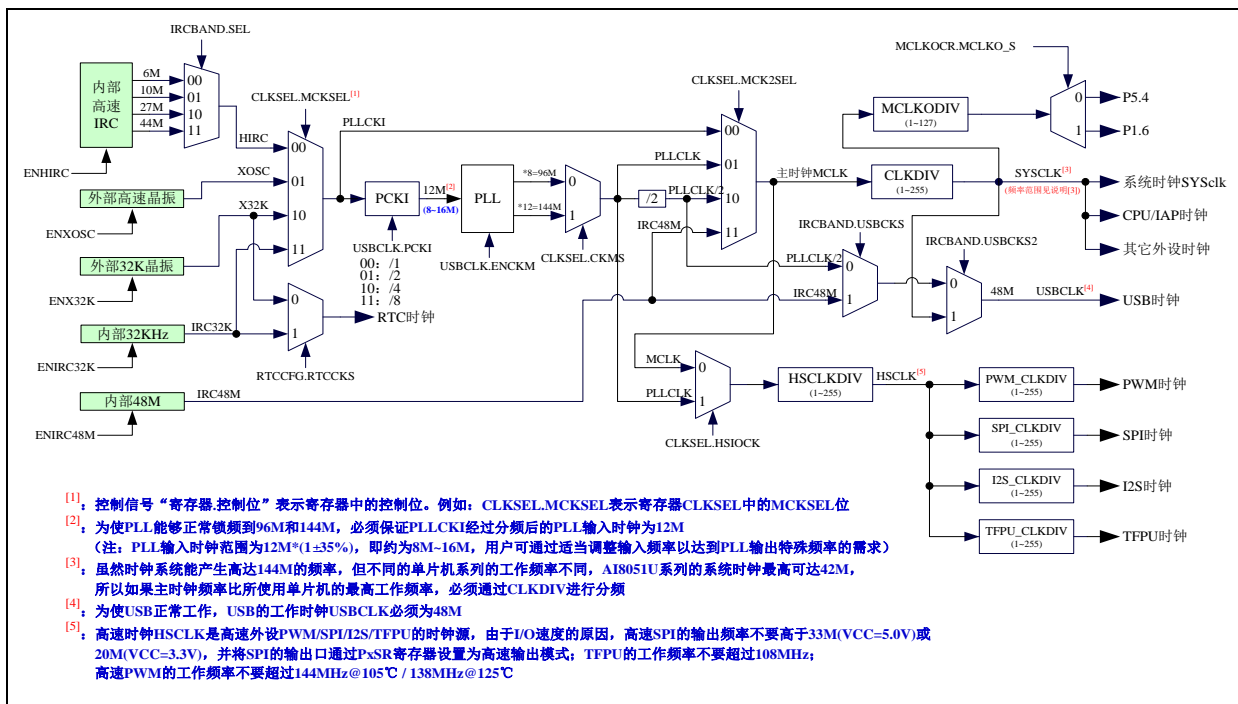 IRCBAND.SEL
内部
高速
IRC
6M
10M
27M
44M
00
01
10
11
HIRC
ENHIRC
CLKSEL.MCKSEL[1]
00
01
10
11
XOSC
外部高速晶振
ENXOSC
X32K
外部32K晶振
ENX32K
内部32KHz
IRC32K
ENIRC32K
0
1
RTC时钟
RTCCFG.RTCCKS
内部48M
IRC48M
ENIRC48M
PLLCKI
PCKI
12M[2]
(8~16M)
USBCLK.PCKI
00: /1
01: /2
10: /4
11: /8
PLL
*8=96M
*12=144M
USBCLK.ENCKM
0
1
CLKSEL.CKMS
PLLCLK
/2
PLLCLK/2
IRC48M
CLKSEL.MCK2SEL
00
01
10
11
主时钟MCLK
CLKDIV
(1~255)
MCLKODIV
(1~127)
MCLKOCR.MCLKO_S
0
1
P5.4
P1.6
SYSCLK[3]
(频率范围见说明[3])
系统时钟SYSclk
CPU/IAP时钟
其它外设时钟
IRCBAND.USBCKS
PLLCLK/2
IRC48M
0
1
IRCBAND.USBCKS2
0
1
48M
USBCLK[4]
USB时钟
MCLK
PLLCLK
0
1
CLKSEL.HSIOCK
HSCLKDIV
(1~255)
HSCLK[5]
PWM_CLKDIV
(1~255)
PWM时钟
SPI_CLKDIV
(1~255)
SPI时钟
I2S_CLKDIV
(1~255)
I2S时钟
TFPU_CLKDIV
(1~255)
TFPU时钟
[1]: 控制信号“寄存器.控制位”表示寄存器中的控制位。例如：CLKSEL.MCKSEL表示寄存器CLKSEL中的MCKSEL位
[2]: 为使PLL能够正常锁频到96M和144M，必须保证PLLCKI经过分频后的PLL输入时钟为12M
（注：PLL输入时钟范围为12M*(1±35%)，即约为8M~16M，用户可通过适当调整输入频率以达到PLL输出特殊频率的需求）
[3]: 虽然时钟系统能产生高达144M的频率，但不同的单片机系列的工作频率不同，AI8051U系列的系统时钟最高可达42M，
所以如果主时钟频率比所使用单片机的最高工作频率，必须通过CLKDIV进行分频
[4]: 为使USB正常工作，USB的工作时钟USBCLK必须为48M
[5]: 高速时钟HSCLK是高速外设PWM/SPI/I2S/TFPU的时钟源，由于I/O速度的原因，高速SPI的输出频率不要高于33M(VCC=5.0V)或
20M(VCC=3.3V)，并将SPI的输出口通过PxSR寄存器设置为高速输出模式；TFPU的工作频率不要超过108MHz；
高速PWM的工作频率不要超过144MHz@105℃ / 138MHz@125℃